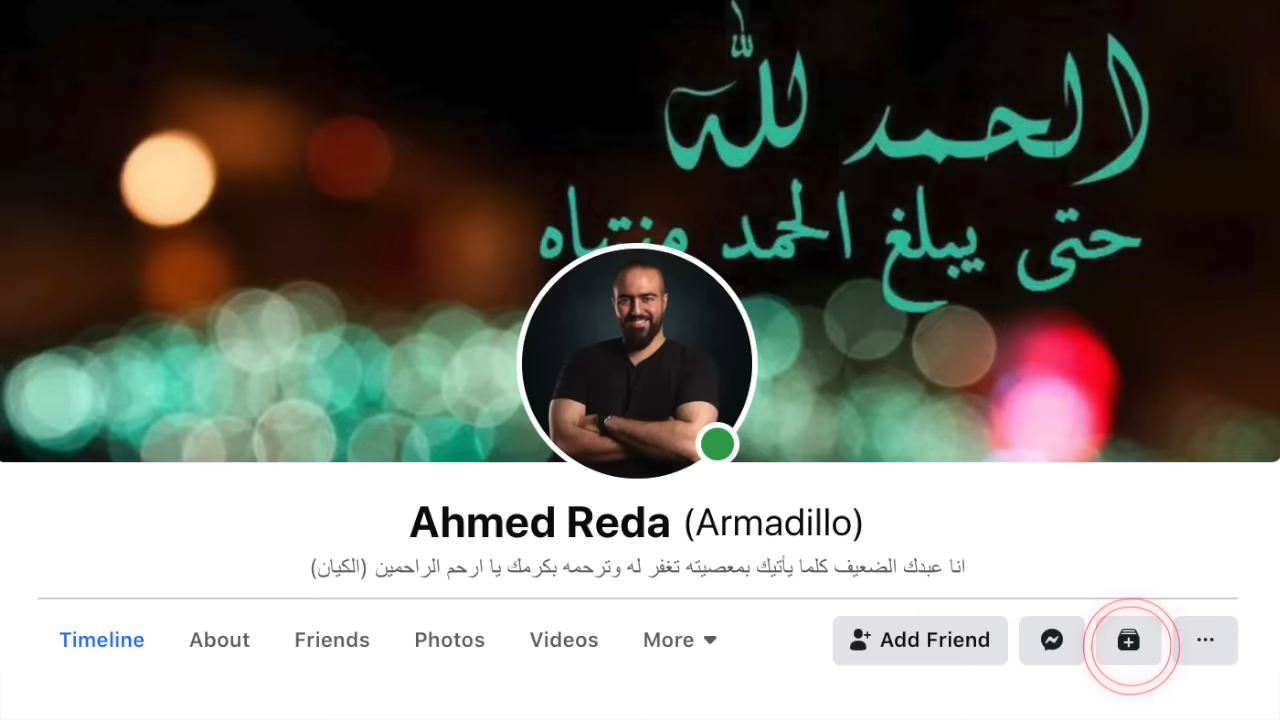 الحمد لله
حتى يبلغ الحمد منتهاه
Ahmed Reda (Armadillo)
انا عبدك الضعيف كلما يأتيك بمعصيته تغفر له وترحمه بكرمك يا ارحم الراحمين (الكيان)
Timeline About Friends Photos Videos More Add Friend